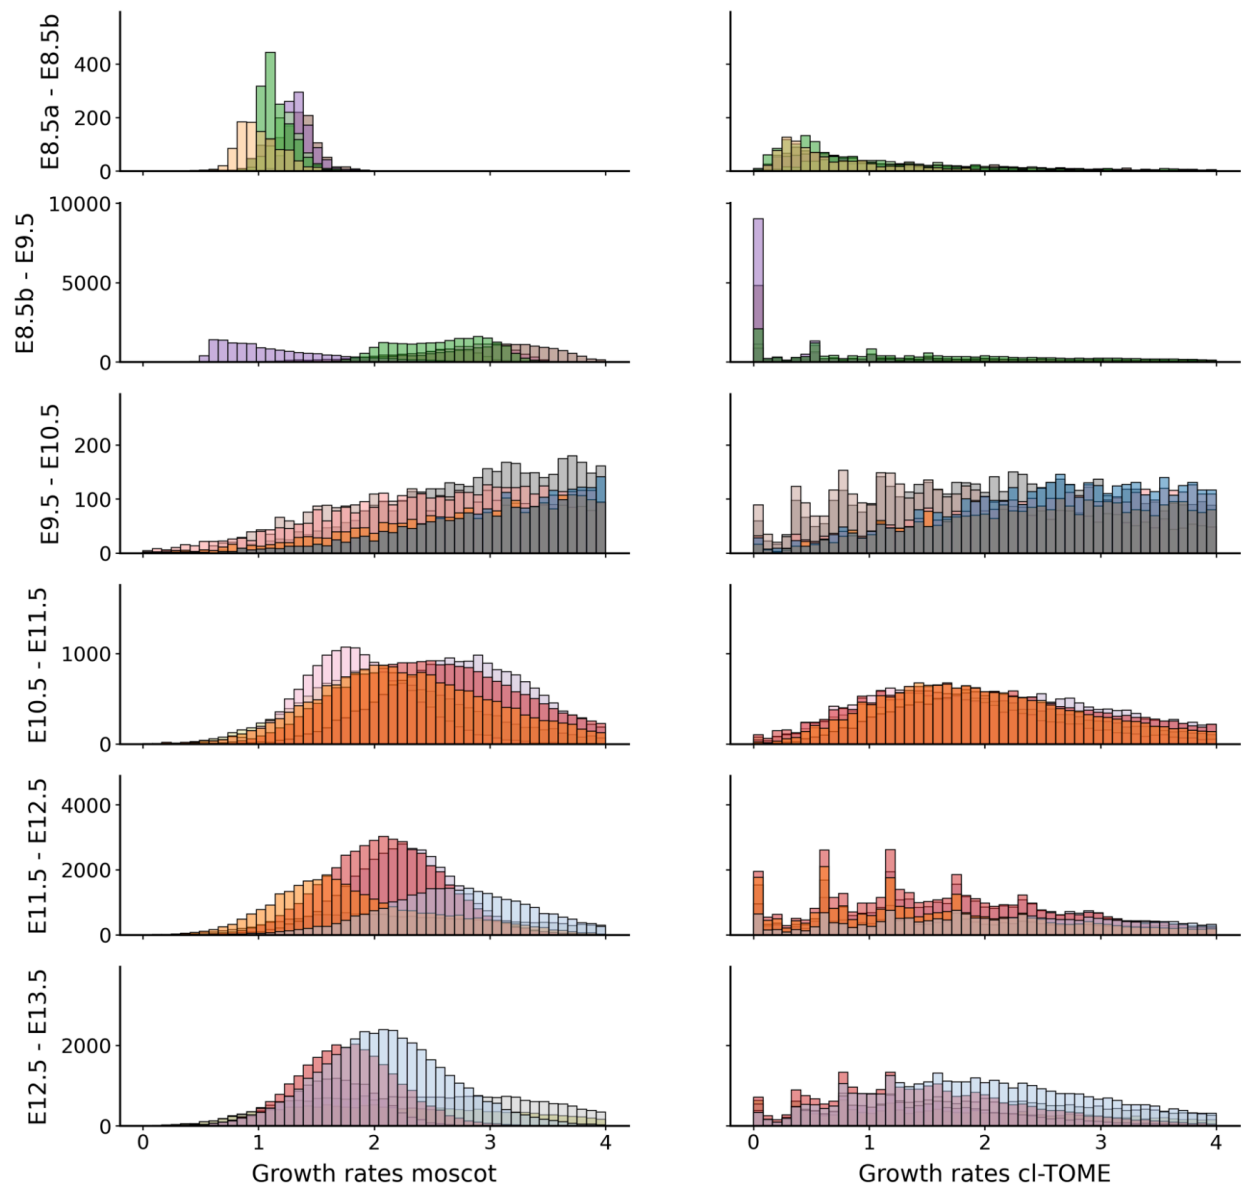 E8.5a - E8.5b
400
200
0
E8.5b - E9.5
10000
5000
0
E9.5 - E10.5
200
100
0
E10.5 - E11.5
1000
0
E11.5 - E12.5
4000
2000
0
E12.5 - E13.5
2000
0
0 1 2 3 4
0 1 2 3 4
Growth rates moscot
Growth rates cl-TOME